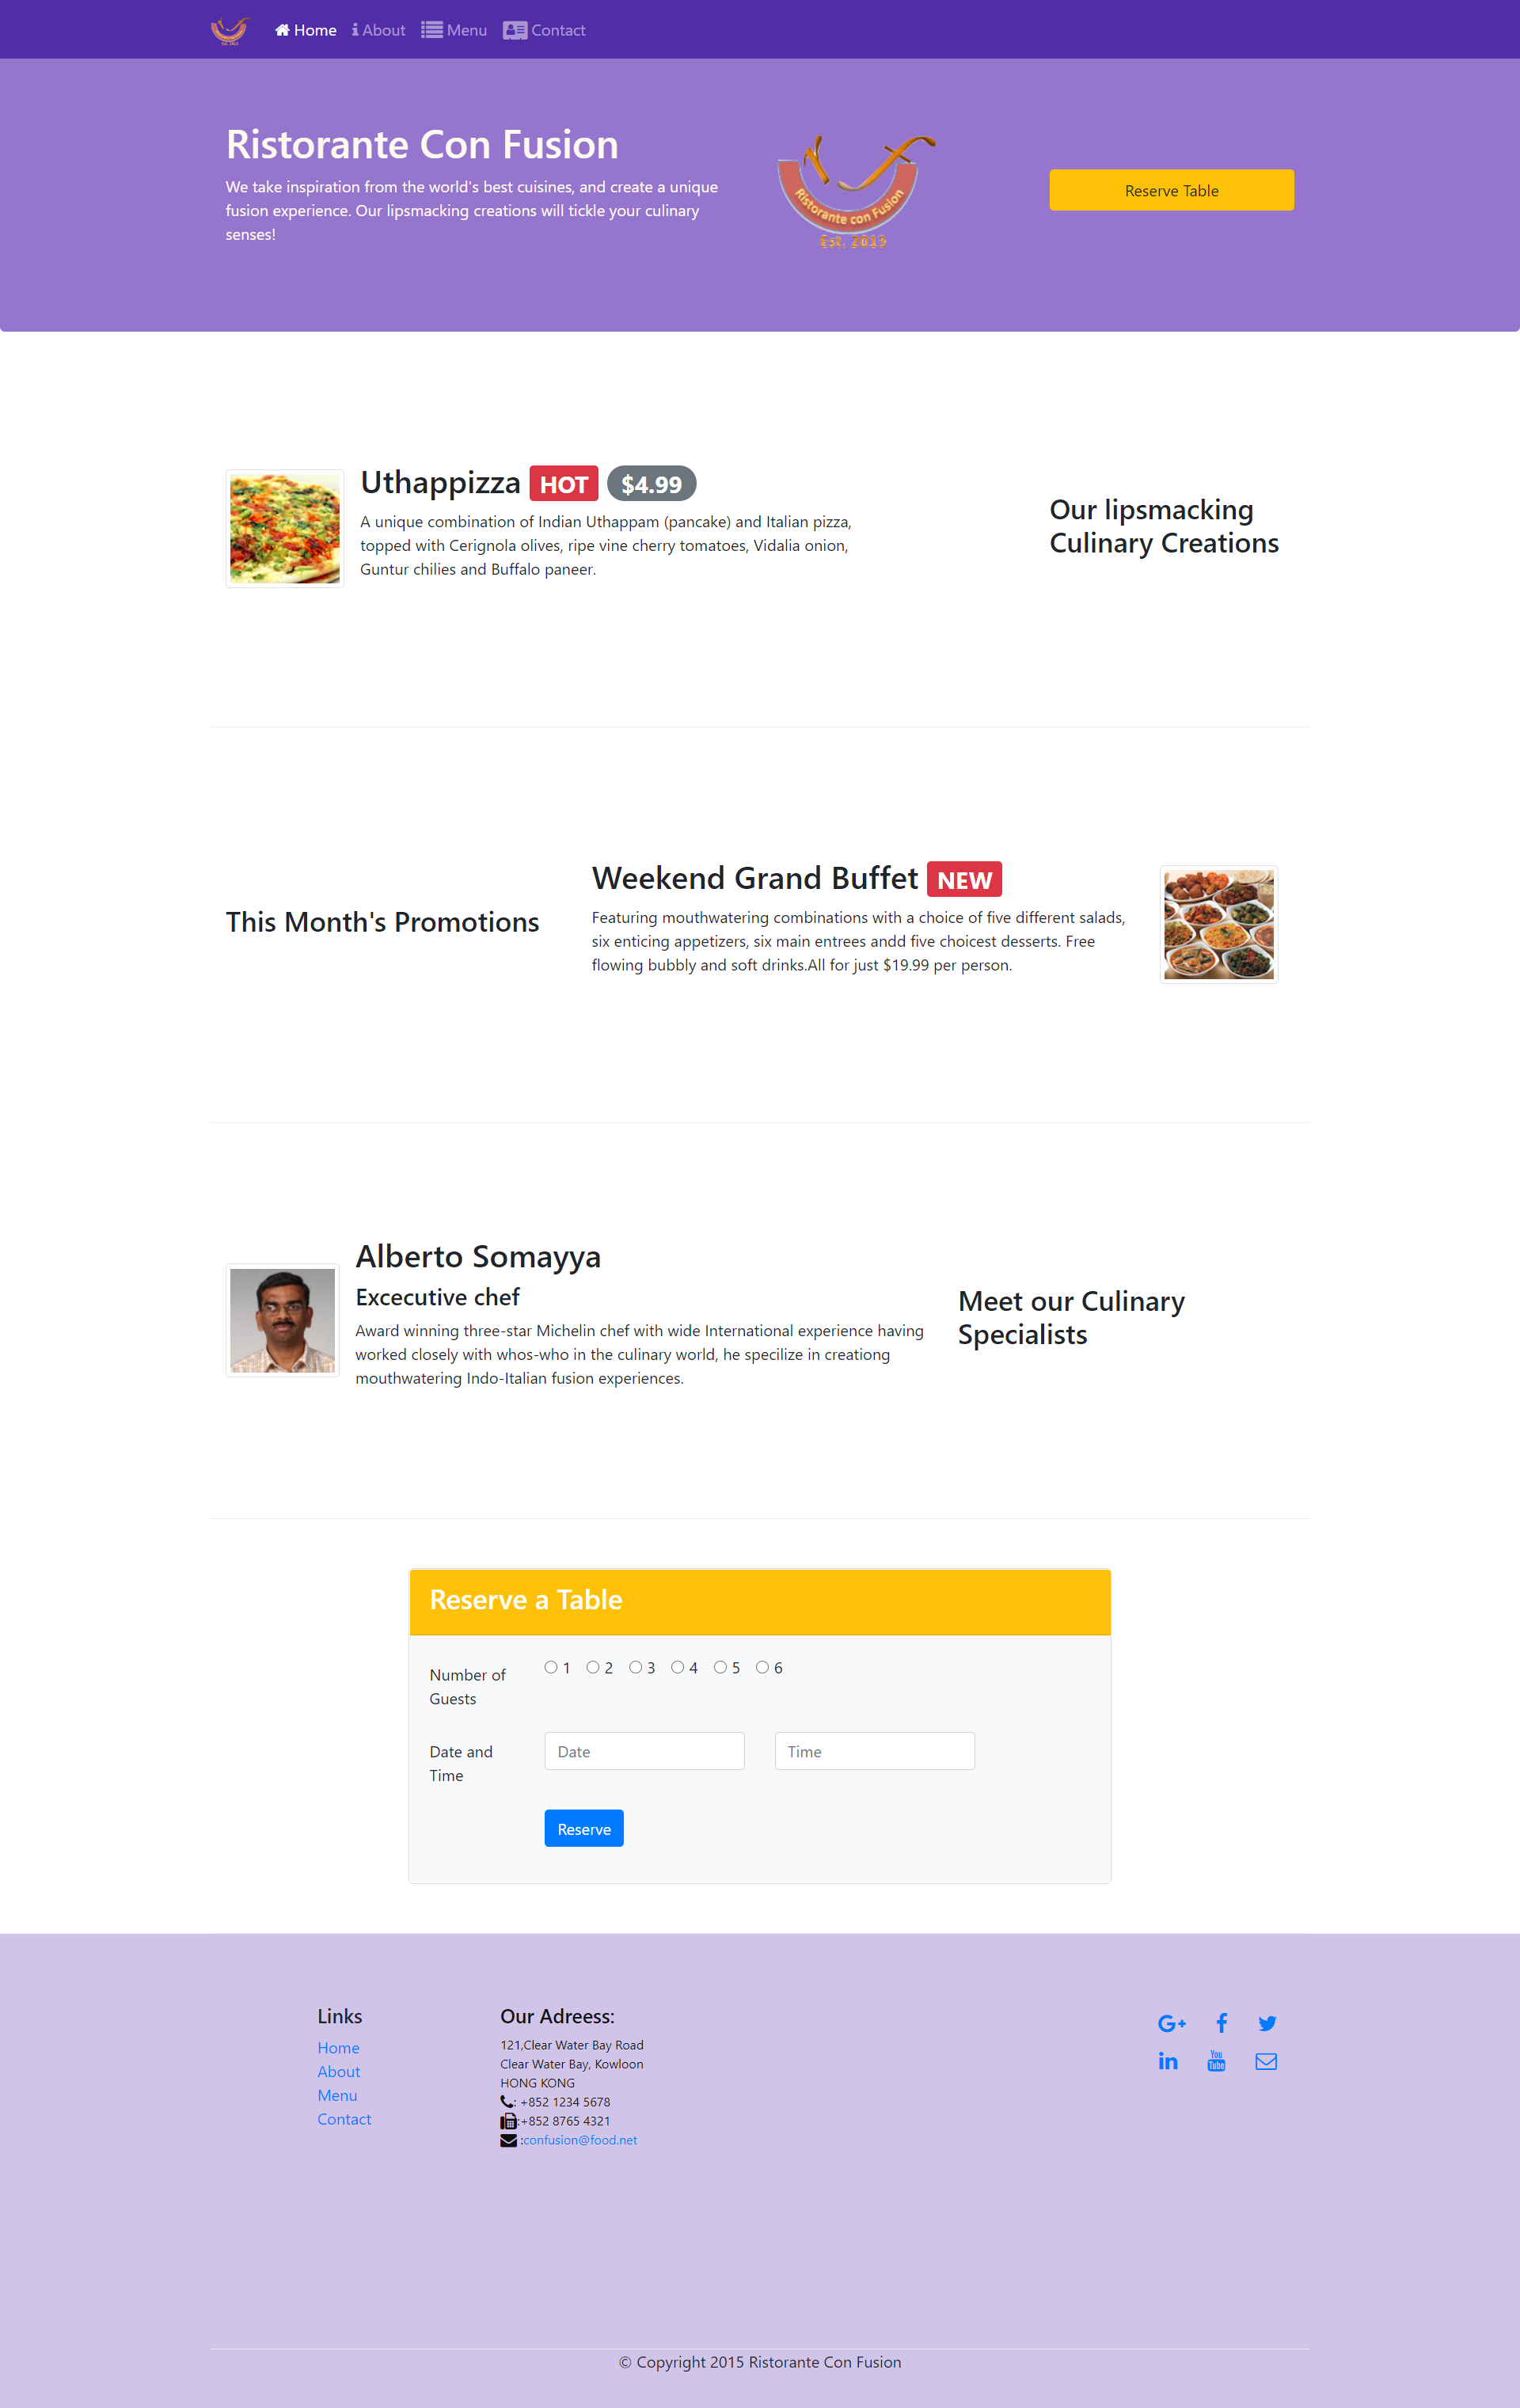 Home About Menu Contact
Ristorante Con Fusion
We take inspiration from the world's best cuisines, and create a unique
fusion experience. Our lipsmacking creations will tickle your culinary
senses!
Ristorante con Fusion
Est. 2013
Reserve Table
Uthappizza HOT $4.99
A unique combination of Indian Uthappam (pancake) and Italian pizza,
topped with Cerignola olives, ripe vine cherry tomatoes, Vidalia onion,
Guntur chilies and Buffalo paneer.
Our lipsmacking
Culinary Creations
This Month's Promotions
Weekend Grand Buffet NEW
Featuring mouthwatering combinations with a choice of five different salads,
six enticing appetizers, six main entrees andd five choicest desserts. Free
flowing bubbly and soft drinks.All for just $19.99 per person.
Alberto Somayya
Excecutive chef
Award winning three-star Michelin chef with wide International experience having
worked closely with whos-who in the culinary world, he specilize in creationg
mouthwatering Indo-Italian fusion experiences.
Meet our Culinary
Specialists
Reserve a Table
Number of
Guests
1 2 3 4 5 6
Date and
Time
Date
Time
Reserve
Links
Home
About
Menu
Contact
Our Adreess:
121,Clear Water Bay Road
Clear Water Bay, Kowloon
HONG KONG
: +852 1234 5678
:+852 8765 4321
:confusion@food.net
G+ f
in You Tube
© Copyright 2015 Ristorante Con Fusion